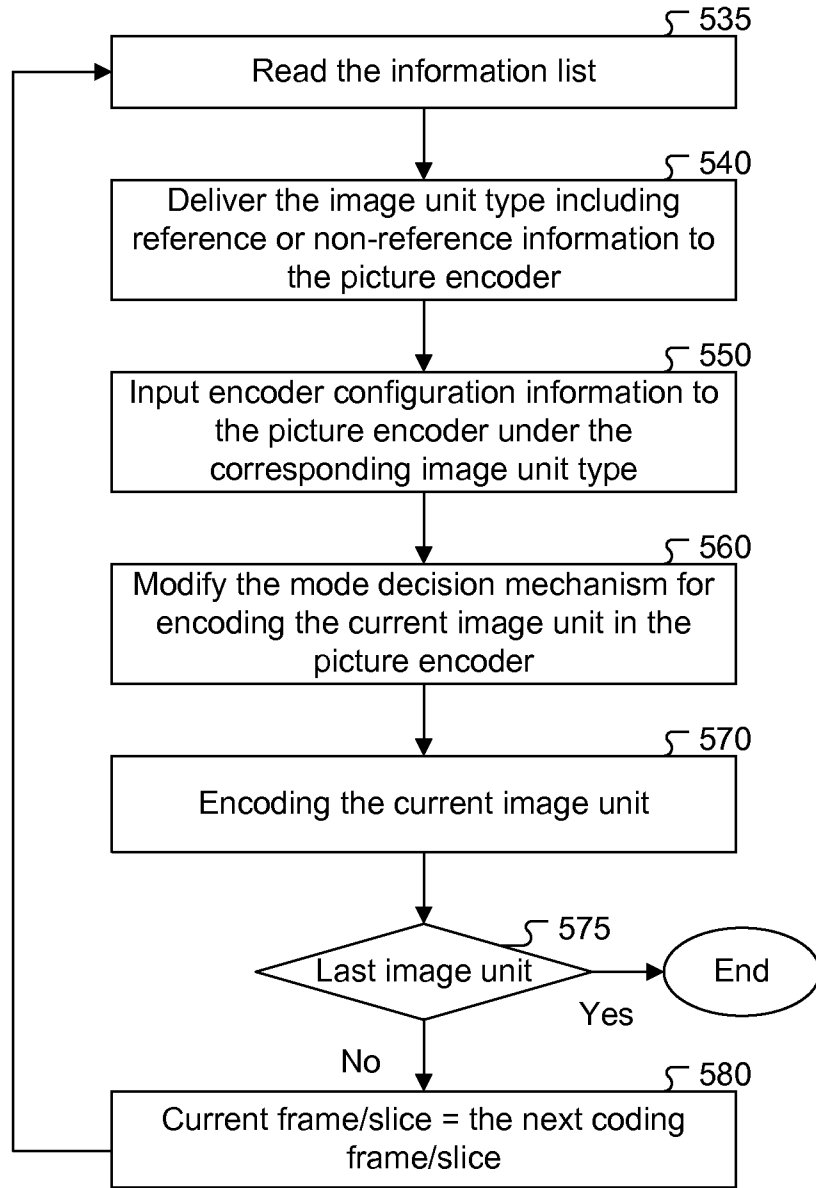 535
Read the information list
540
Deliver the image unit type including
reference or non-reference information to
the picture encoder
550
Input encoder configuration information to
the picture encoder under the
corresponding image unit type
560
Modify the mode decision mechanism for
encoding the current image unit in the
picture encoder
570
Encoding the current image unit
575
Last image unit
End
Yes
No
580
Current frame/slice = the next coding
frame/slice